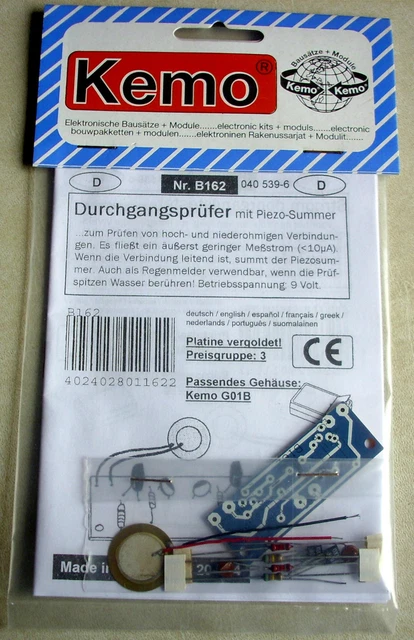 Kemo®
Bausätze + Module
Kemo Kemo®
Elektronische Bausätze + Module.......electronic kits + moduls.......electronic
bouwpakketten + modulen.......elektroninen Rakenussarjat + Modulit.......
D Nr. B162 040 539-6 D
Durchgangsprüfer mit Piezo-Summer
...zum Prüfen von hoch- und niederohmigen Verbindun-
gen. Es fließt ein äußerst geringer Meßstrom (<10µA).
Wenn die Verbindung leitend ist, summt der Piezosum-
mer. Auch als Regenmelder verwendbar, wenn die Prüf-
spitzen Wasser berühren! Betriebsspannung: 9 Volt.
B162
deutsch / english / español / français / greek /
nederlands / português / suomalainen
Platine vergoldet!
Preisgruppe: 3
CE
4024028011622
Passendes Gehäuse:
Kemo G01B
Made in
20